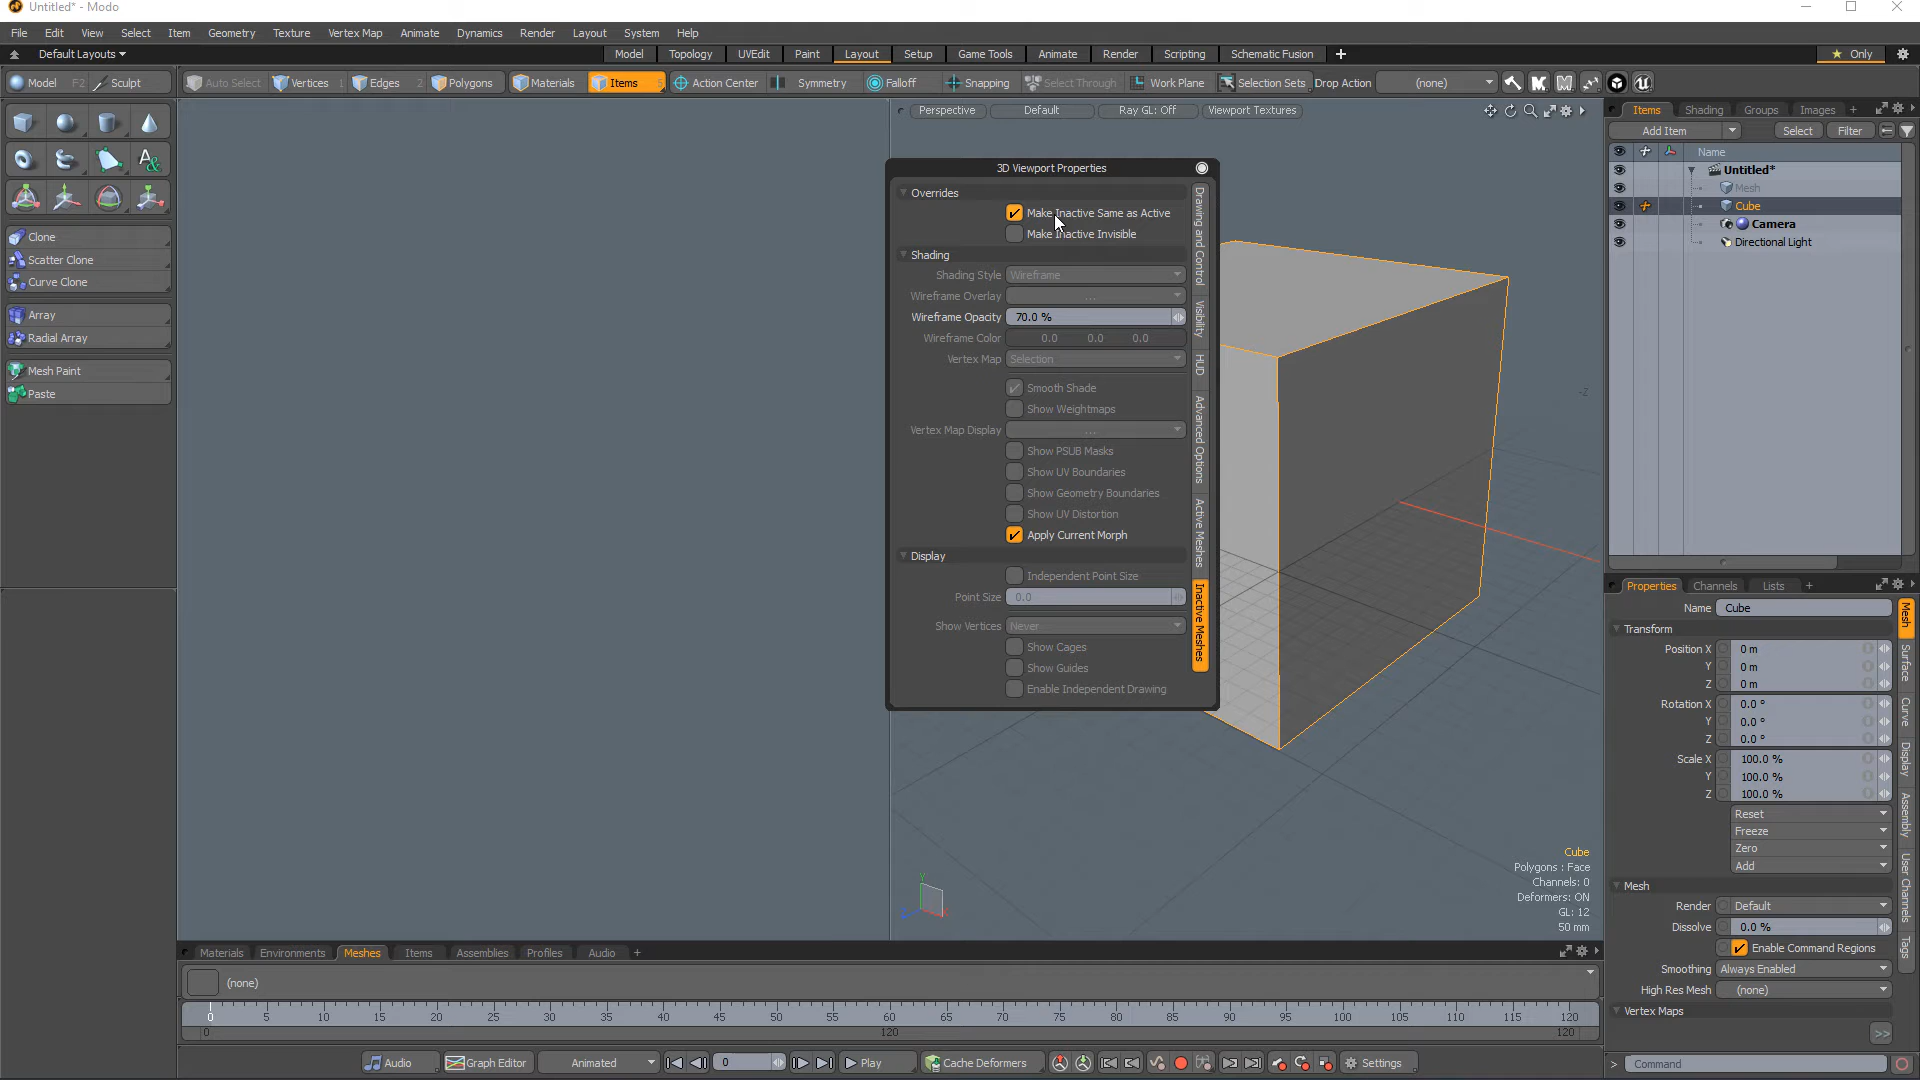 Untitled* - Modo
File Edit View Select Item Geometry Texture Vertex Map Animate Dynamics Render Layout System Help
Default Layouts Model Topology UVEdit Paint Layout Setup Game Tools Animate Render Scripting Schematic Fusion Only
Model F2 Sculpt Auto Select Vertices 1 Edges 2 Polygons Materials Items 5 Action Center Symmetry Falloff Snapping Select Through Work Plane Selection Sets Drop Action (none)
Perspective Default Ray GL: Off Viewport Textures
Items Shading Groups Images
Add Item Select Filter
Name
Untitled*
Mesh
Cube
Camera
Directional Light
Clone
Scatter Clone
Curve Clone
Array
Radial Array
Mesh Paint
Paste
3D Viewport Properties
Overrides
Make Inactive Same as Active
Make Inactive Invisible
Shading
Shading Style Wireframe
Wireframe Overlay ...
Wireframe Opacity 70.0 %
Wireframe Color 0.0 0.0 0.0
Vertex Map Selection
Smooth Shade
Show Weightmaps
Vertex Map Display ...
Show PSUB Masks
Show UV Boundaries
Show Geometry Boundaries
Show UV Distortion
Apply Current Morph
Display
Independent Point Size
Point Size 0.0
Show Vertices Never
Show Cages
Show Guides
Enable Independent Drawing
Drawing and Control
Visibility
HUD
Advanced Options
Active Meshes
Inactive Meshes
-Z
Y
Cube
Polygons : Face
Channels: 0
Deformers: ON
GL: 12
50 mm
Properties Channels Lists
Name Cube
Transform
Position X 0 m
Y 0 m
Z 0 m
Rotation X 0.0 °
Y 0.0 °
Z 0.0 °
Scale X 100.0 %
Y 100.0 %
Z 100.0 %
Reset
Freeze
Zero
Add
Mesh
Render Default
Dissolve 0.0 %
Enable Command Regions
Smoothing Always Enabled
High Res Mesh (none)
Vertex Maps
>>
Mesh
Surface
Curve
Display
Assembly
User Channels
Tags
Materials Environments Meshes Items Assemblies Profiles Audio
(none)
0 5 10 15 20 25 30 35 40 45 50 55 60 65 70 75 80 85 90 95 100 105 110 115 120
0 120 120
Audio Graph Editor Animated 0 Play Cache Deformers Settings
> Command